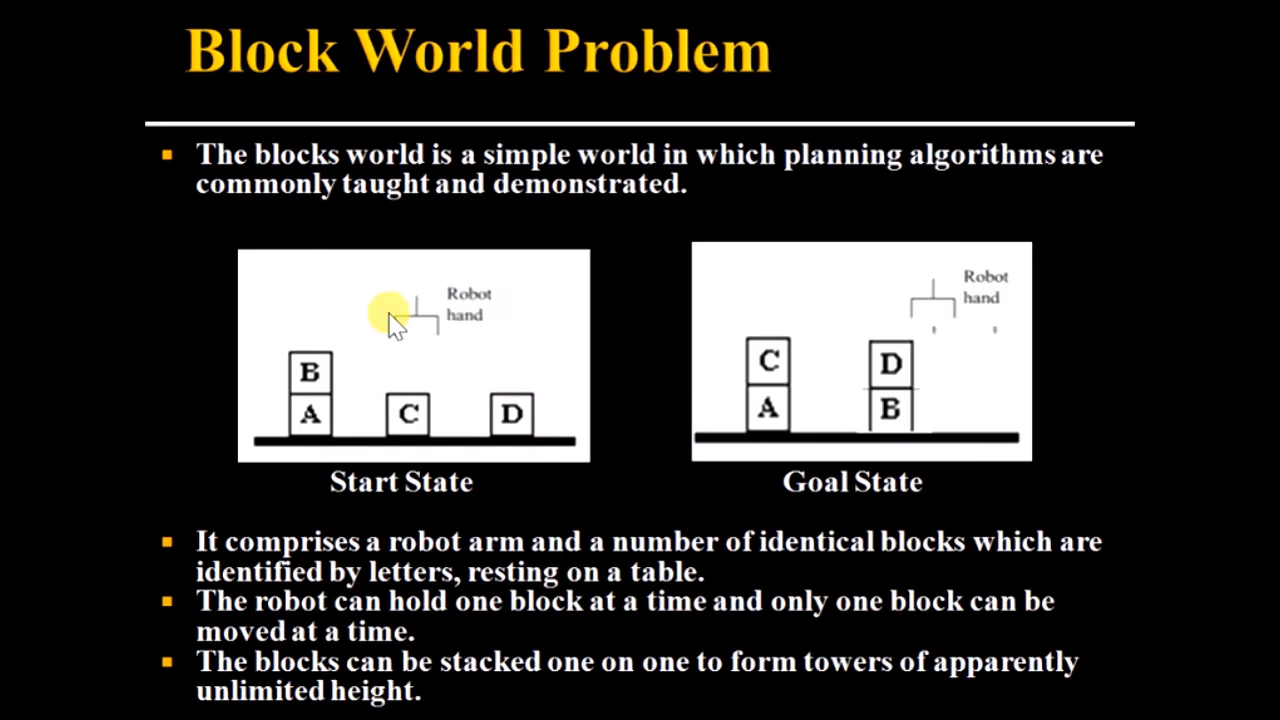 Block World Problem
The blocks world is a simple world in which planning algorithms are
commonly taught and demonstrated.
Robot
hand
B
A
C
D
Start State
Robot
hand
C
A
D
B
Goal State
It comprises a robot arm and a number of identical blocks which are
identified by letters, resting on a table.
The robot can hold one block at a time and only one block can be
moved at a time.
The blocks can be stacked one on one to form towers of apparently
unlimited height.